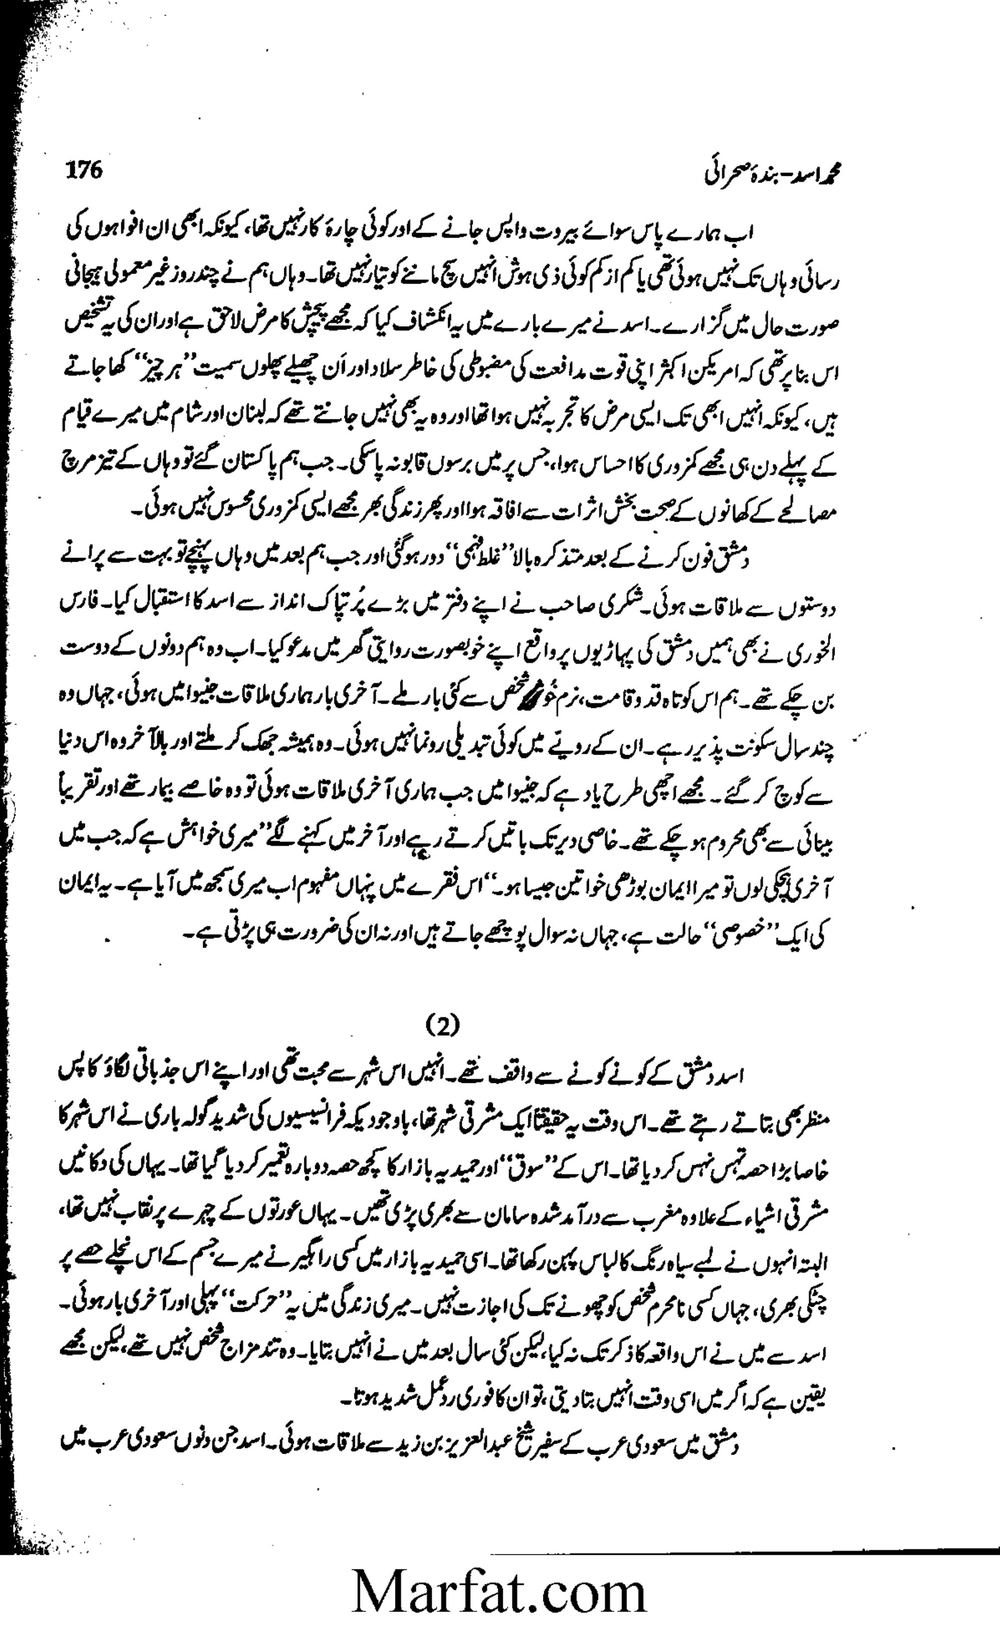 محمد اسد - بندۂ صحرائی 176
اب ہمارے پاس سوائے بیروت واپس جانے کے اور کوئی چارۂ کار نہیں تھا، کیونکہ ابھی ان افواہوں کی
رسائی وہاں تک نہیں ہوئی تھی یا کم از کم کوئی ذی ہوش انہیں سچ ماننے کو تیار نہیں تھا۔ وہاں ہم نے چند روز غیر معمولی ہیجانی
صورت حال میں گزارے۔ اسد نے میرے بارے میں یہ انکشاف کیا کہ مجھے پیچش کا مرض لاحق ہے اور ان کی یہ تشخیص
اس بنا پر تھی کہ امریکن اکثر اپنی قوت مدافعت کی مضبوطی کی خاطر سلاد اور اَن چھیلے پھلوں سمیت ’’ہر چیز‘‘ کھا جاتے
ہیں، کیونکہ انہیں ابھی تک ایسی مرض کا تجربہ نہیں ہوا تھا اور وہ یہ بھی نہیں جانتے تھے کہ لبنان اور شام میں میرے قیام
کے پہلے دن ہی مجھے کمزوری کا احساس ہوا، جس پر میں برسوں قابو نہ پا سکی۔ جب ہم پاکستان گئے تو وہاں کے تیز مرچ
مصالحے کے کھانوں کے صحت بخش اثرات سے افاقہ ہوا اور پھر زندگی بھر مجھے ایسی کمزوری محسوس نہیں ہوئی۔
دمشق فون کرنے کے بعد متذکرہ بالا ’’غلط فہمی‘‘ دور ہو گئی اور جب ہم بعد میں وہاں پہنچے تو بہت سے پرانے
دوستوں سے ملاقات ہوئی۔ شکری صاحب نے اپنے دفتر میں بڑے پُر تپاک انداز سے اسد کا استقبال کیا۔ فارس
الخوری نے بھی ہمیں دمشق کی پہاڑیوں پر واقع اپنے خوبصورت روایتی گھر میں مدعو کیا۔ اب وہ ہم دونوں کے دوست
بن چکے تھے۔ ہم اس کوتاہ قد و قامت، نرم خُو شخص سے کئی بار ملے۔ آخری بار ہماری ملاقات جنیوا میں ہوئی، جہاں وہ
چند سال سکونت پذیر رہے۔ ان کے رویّے میں کوئی تبدیلی رونما نہیں ہوئی۔ وہ ہمیشہ جھک کر ملتے اور بالآخر وہ اس دنیا
سے کوچ کر گئے۔ مجھے اچھی طرح یاد ہے کہ جنیوا میں جب ہماری آخری ملاقات ہوئی تو وہ خاصے بیمار تھے اور تقریباً
بینائی سے بھی محروم ہو چکے تھے۔ خاصی دیر تک باتیں کرتے رہے اور آخر میں کہنے لگے ’’میری خواہش ہے کہ جب میں
آخری ہچکی لوں تو میرا ایمان بوڑھی خواتین جیسا ہو۔‘‘ اس فقرے میں پنہاں مفہوم اب میری سمجھ میں آیا ہے۔ یہ ایمان
کی ایک ’’خصوصی‘‘ حالت ہے، جہاں نہ سوال پوچھے جاتے ہیں اور نہ ان کی ضرورت ہی پڑتی ہے۔
(2)
اسد دمشق کے کونے کونے سے واقف تھے۔ انہیں اس شہر سے محبت تھی اور اپنے اس جذباتی لگاؤ کا پس
منظر بھی بتاتے رہتے تھے۔ اس وقت یہ حقیقتاً ایک مشرقی شہر تھا، باوجودیکہ فرانسیسیوں کی شدید گولہ باری نے اس شہر کا
خاصا بڑا حصہ تہس نہس کر دیا تھا۔ اس کے ’’سوق‘‘ اور حمیدیہ بازار کا کچھ حصہ دوبارہ تعمیر کر دیا گیا تھا۔ یہاں کی دکانیں
مشرقی اشیاء کے علاوہ مغرب سے درآمد شدہ سامان سے بھری پڑی تھیں۔ یہاں عورتوں کے چہرے پر نقاب نہیں تھا،
البتہ انہوں نے لمبے سیاہ رنگ کا لباس پہن رکھا تھا۔ اسی حمیدیہ بازار میں کسی راہگیر نے میرے جسم کے اس نچلے حصے پر
چٹکی بھری، جہاں کسی نامحرم شخص کو چھونے تک کی اجازت نہیں۔ میری زندگی میں یہ ’’حرکت‘‘ پہلی اور آخری بار ہوئی۔
اسد سے میں نے اس واقعہ کا ذکر تک نہ کیا، لیکن کئی سال بعد میں نے انہیں بتایا۔ وہ تند مزاج شخص نہیں تھے، لیکن مجھے
یقین ہے کہ اگر میں اسی وقت انہیں بتا دیتی، تو ان کا فوری ردعمل شدید ہوتا۔
دمشق میں سعودی عرب کے سفیر شیخ عبدالعزیز بن زید سے ملاقات ہوئی۔ اسد جن دنوں سعودی عرب میں
Marfat.com